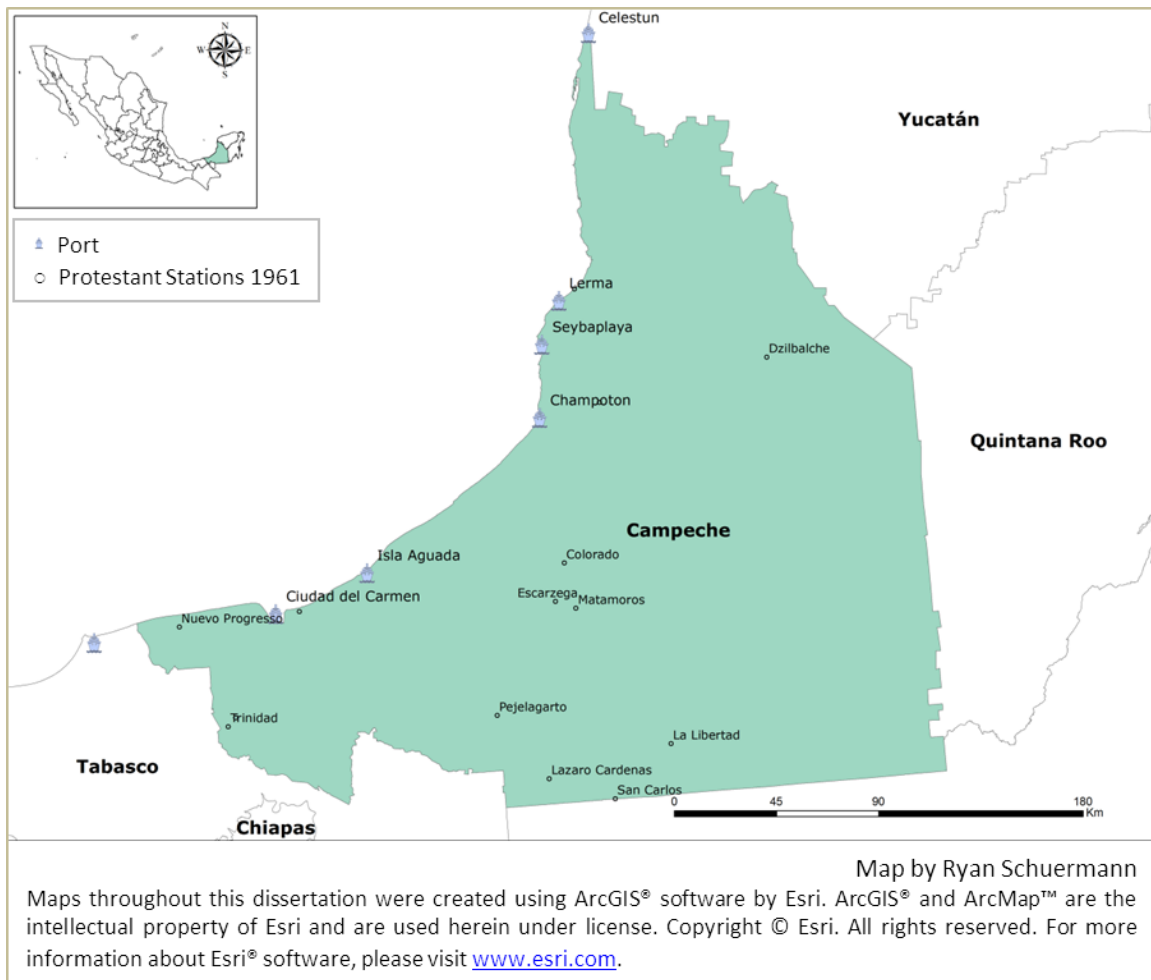 N
W E
S
Celestun
Yucatán
Port
Protestant Stations 1961
Lerma
Seybaplaya
Dzilbalche
Champoton
Quintana Roo
Campeche
Isla Aguada
Colorado
Ciudad del Carmen
Escarzega
Matamoros
Nuevo Progresso
Pejelagarto
Trinidad
La Libertad
Tabasco
Lazaro Cardenas
San Carlos
0 45 90 180
Km
Chiapas
Map by Ryan Schuermann
Maps throughout this dissertation were created using ArcGIS® software by Esri. ArcGIS® and ArcMap™ are the
intellectual property of Esri and are used herein under license. Copyright © Esri. All rights reserved. For more
information about Esri® software, please visit www.esri.com.